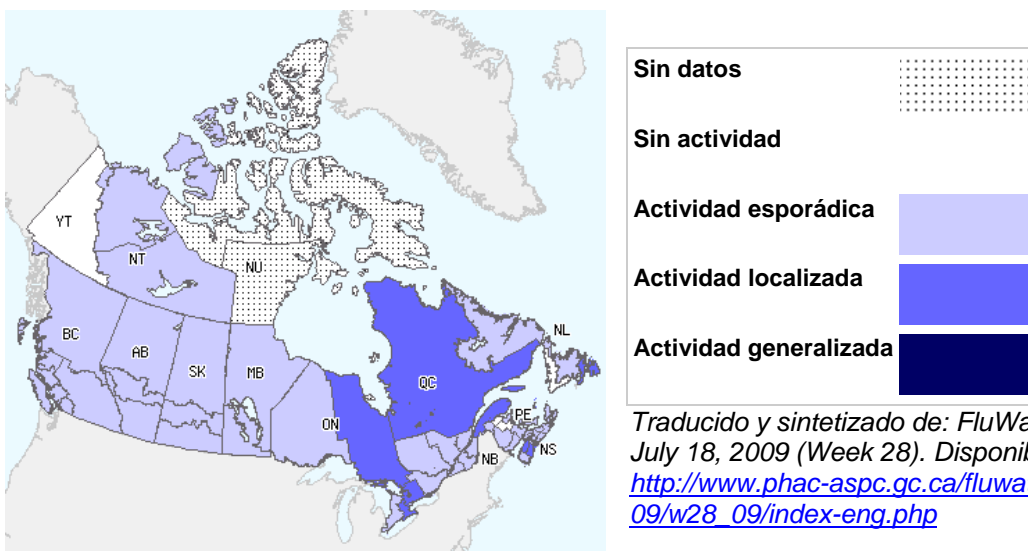 YT
NT
NU
BC
AB
SK
MB
ON
QC
NL
PE
NB
NS
Sin datos
Sin actividad
Actividad esporádica
Actividad localizada
Actividad generalizada
Traducido y sintetizado de: FluWa
July 18, 2009 (Week 28). Disponib
http://www.phac-aspc.gc.ca/fluwa
09/w28_09/index-eng.php